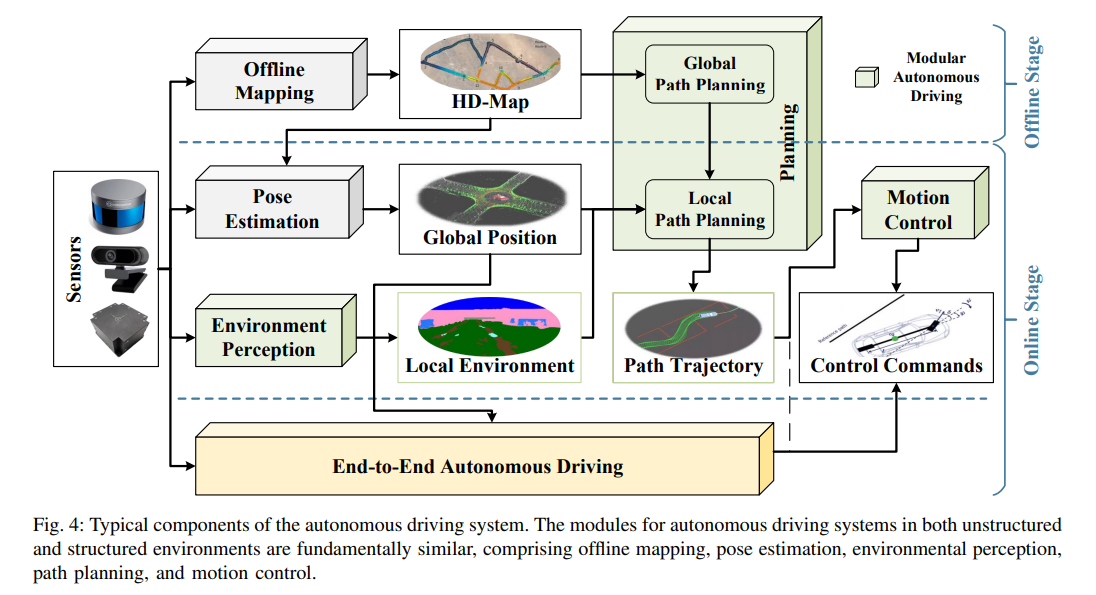 Sensors
Offline
Mapping
HD-Map
Global
Path Planning
Planning
Modular
Autonomous
Driving
Offline Stage
Pose
Estimation
Global Position
Local
Path Planning
Motion
Control
Environment
Perception
Local Environment
Path Trajectory
Reference path
Control Commands
Online Stage
End-to-End Autonomous Driving
Fig. 4: Typical components of the autonomous driving system. The modules for autonomous driving systems in both unstructured
and structured environments are fundamentally similar, comprising offline mapping, pose estimation, environmental perception,
path planning, and motion control.